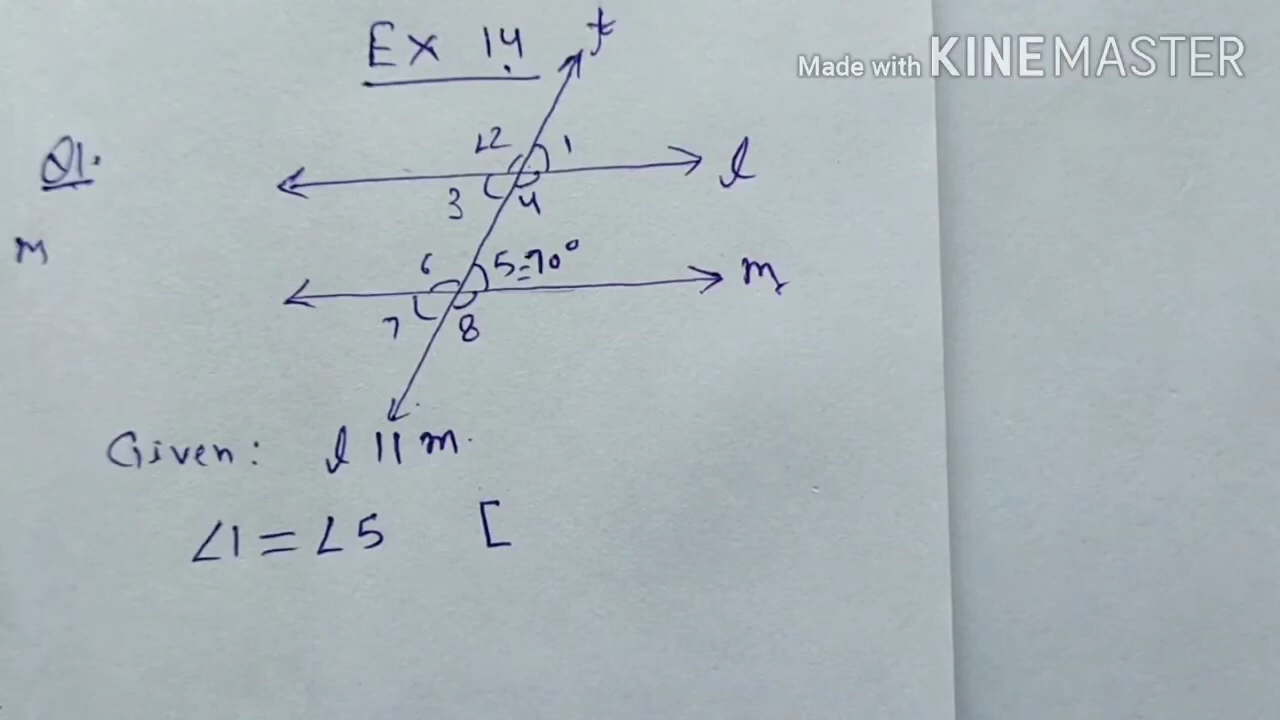 Ex 14
Made with KINEMASTER
t
Q1.
∠2 1
l
3 4
m
6 5=70°
m
7 8
Given: l || m.
∠1 = ∠5 [